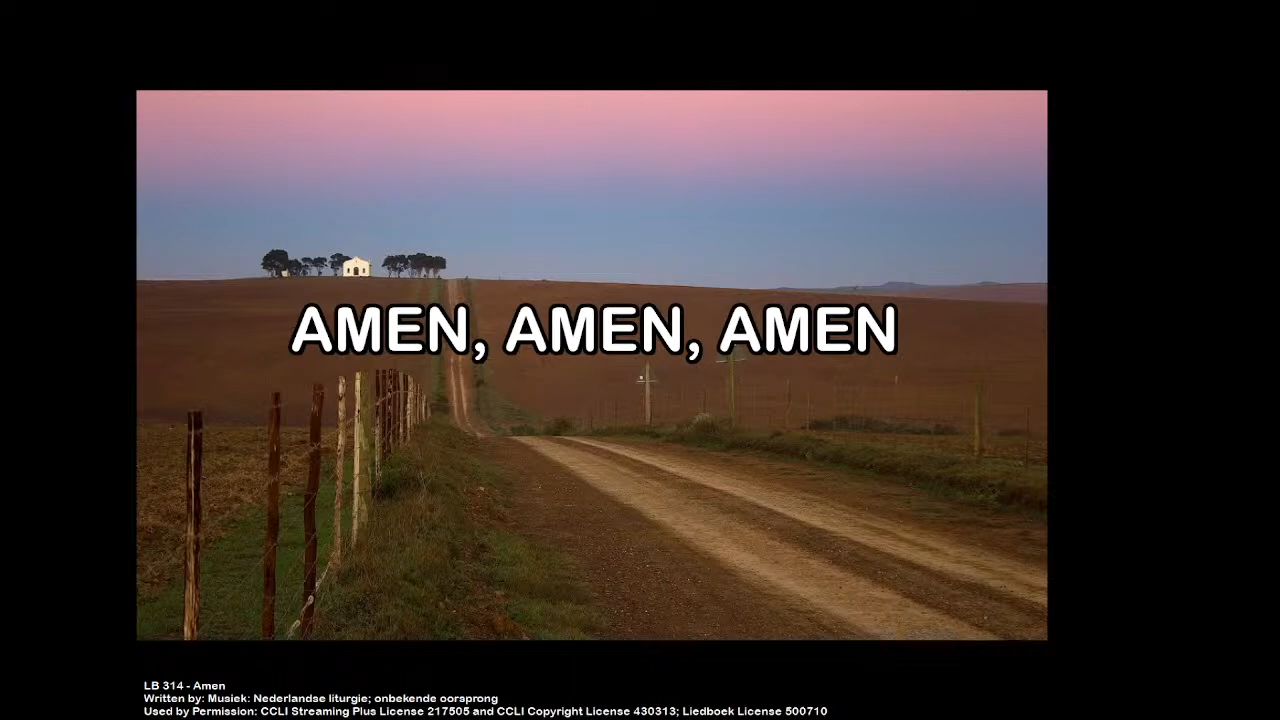 AMEN, AMEN, AMEN
LB 314 - Amen
Written by: Musiek: Nederlandse liturgie; onbekende oorsprong
Used by Permission: CCLI Streaming Plus License 217505 and CCLI Copyright License 430313; Liedboek License 500710